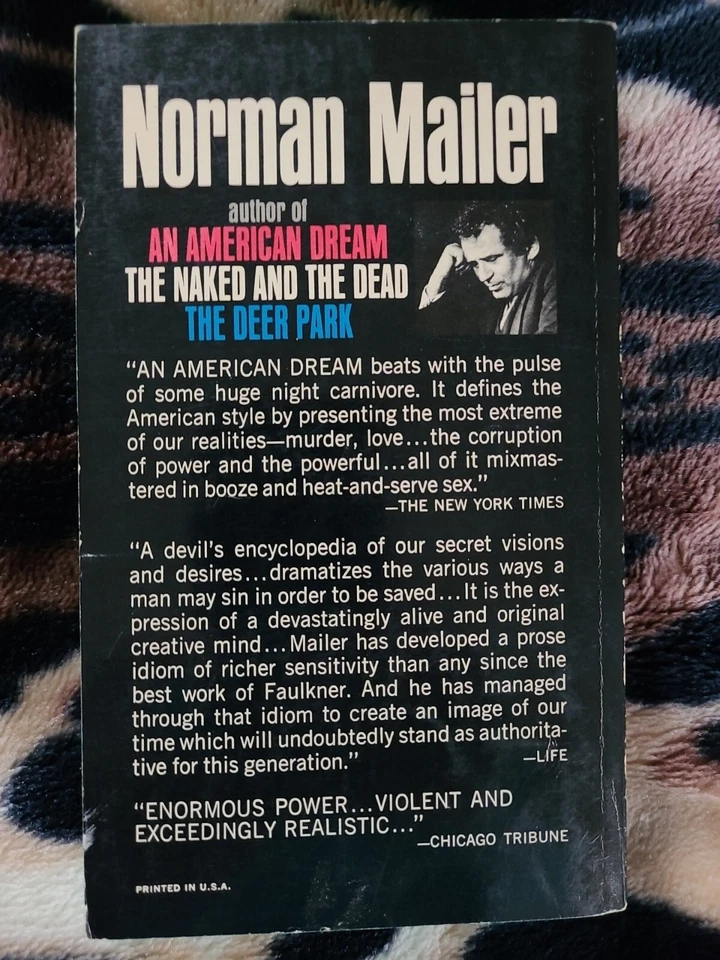 Norman Mailer
author of
AN AMERICAN DREAM
THE NAKED AND THE DEAD
THE DEER PARK
“AN AMERICAN DREAM beats with the pulse
of some huge night carnivore. It defines the
American style by presenting the most extreme
of our realities—murder, love...the corruption
of power and the powerful...all of it mixmas-
tered in booze and heat-and-serve sex.”
—THE NEW YORK TIMES
“A devil's encyclopedia of our secret visions
and desires...dramatizes the various ways a
man may sin in order to be saved...It is the ex-
pression of a devastatingly alive and original
creative mind...Mailer has developed a prose
idiom of richer sensitivity than any since the
best work of Faulkner. And he has managed
through that idiom to create an image of our
time which will undoubtedly stand as authorita-
tive for this generation.”
—LIFE
“ENORMOUS POWER...VIOLENT AND
EXCEEDINGLY REALISTIC...”
—CHICAGO TRIBUNE
PRINTED IN U.S.A.